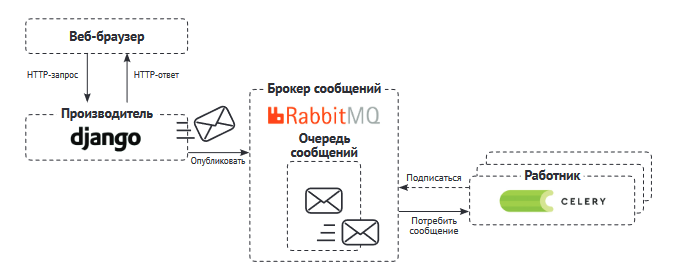 Веб-браузер
HTTP-запрос
HTTP-ответ
Производитель
django
Опубликовать
Брокер сообщений
RabbitMQ
Очередь
сообщений
Подписаться
Потребить
сообщение
Работник
CELERY